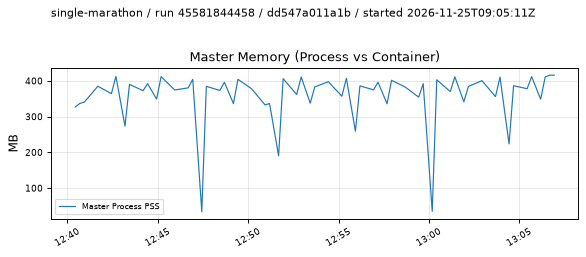 single-marathon / run 45581844458 / dd547a011a1b / started 2026-11-25T09:05:11Z
Master Memory (Process vs Container)
MB
400
300
200
100
Master Process PSS
12:40
12:45
12:50
12:55
13:00
13:05